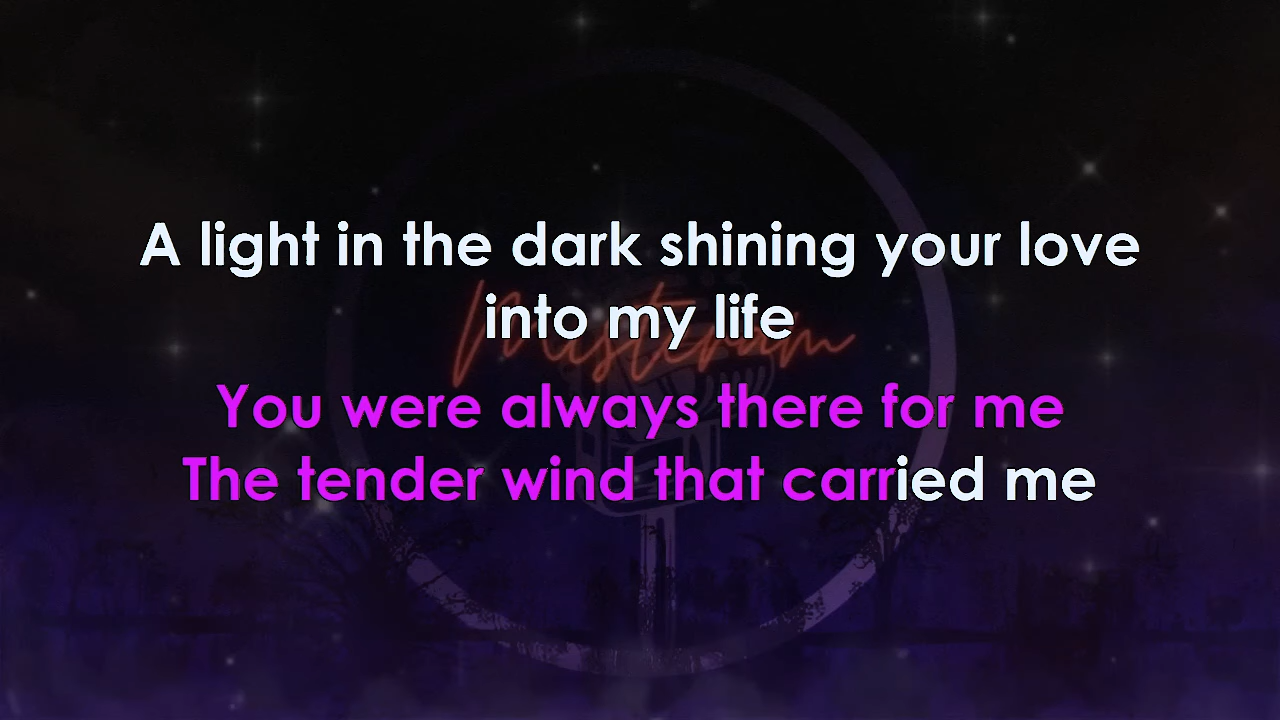 A light in the dark shining your love
into my life
Misterim
You were always there for me
The tender wind that carried me